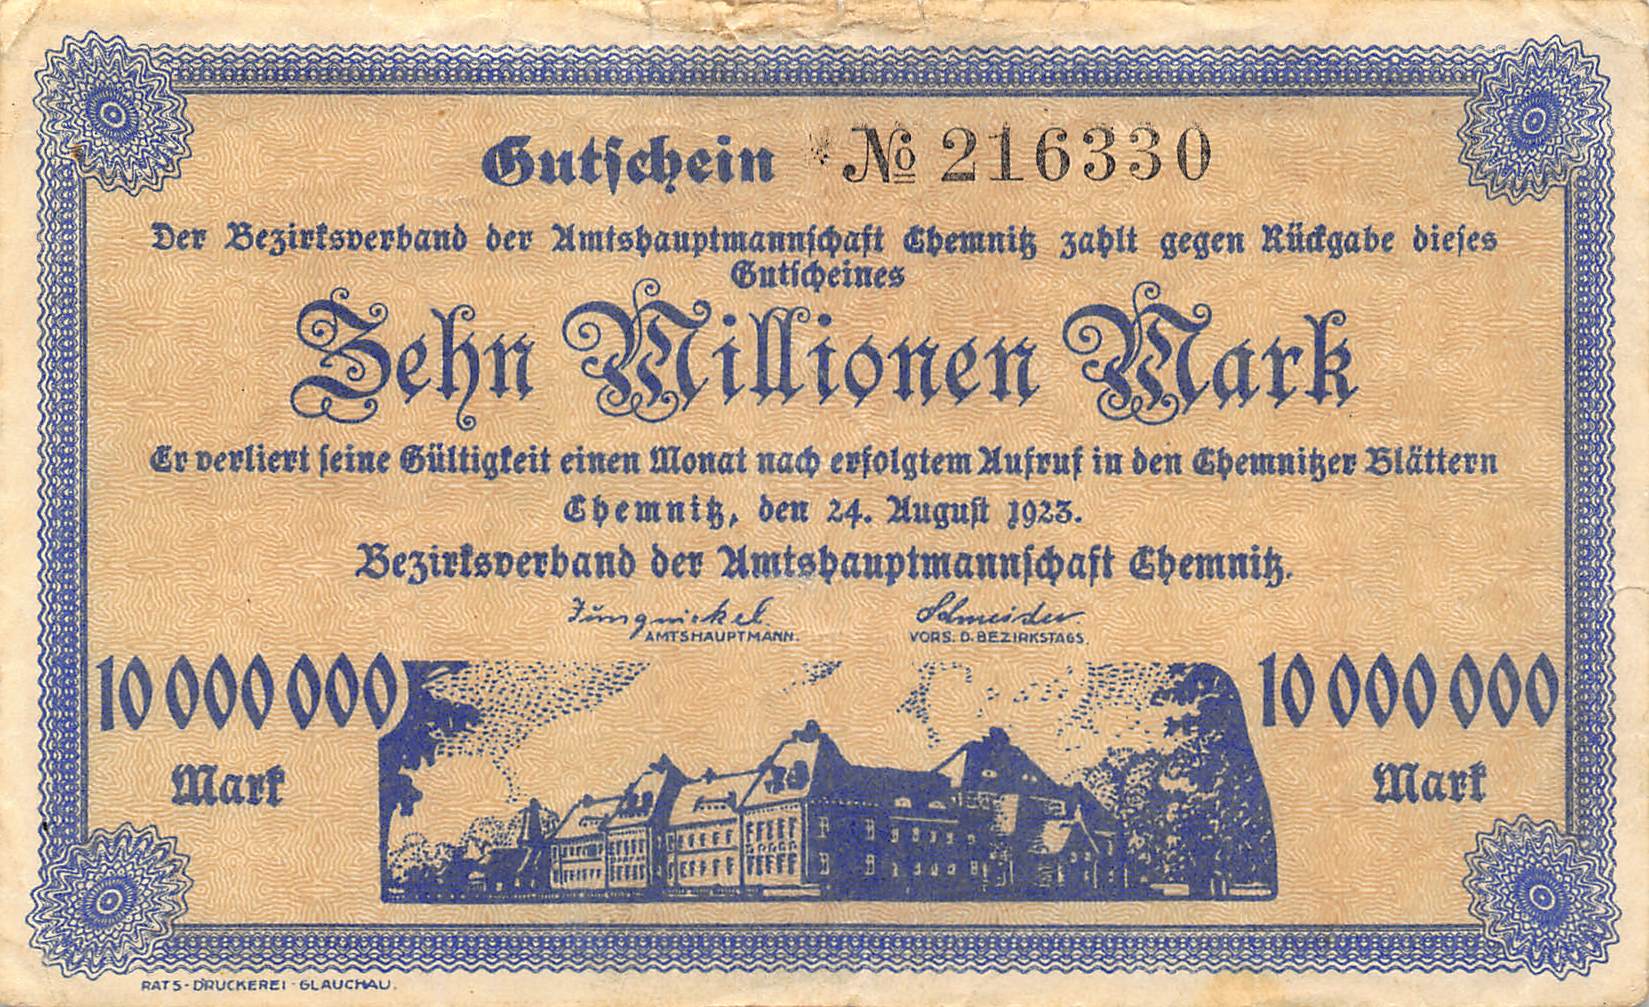 Gutschein № 216330
Der Bezirksverband der Amtshauptmannschaft Chemnitz zahlt gegen Rückgabe dieses
Gutscheines
Zehn Millionen Mark
Er verliert seine Gültigkeit einen Monat nach erfolgtem Aufruf in den Chemnitzer Blättern
Chemnitz, den 24. August 1923.
Bezirksverband der Amtshauptmannschaft Chemnitz.
Jungnickel Schneider
AMTSHAUPTMANN. VORS. D. BEZIRKSTAGS.
10 000 000 10 000 000
Mark Mark
RATS-DRUCKEREI · GLAUCHAU.